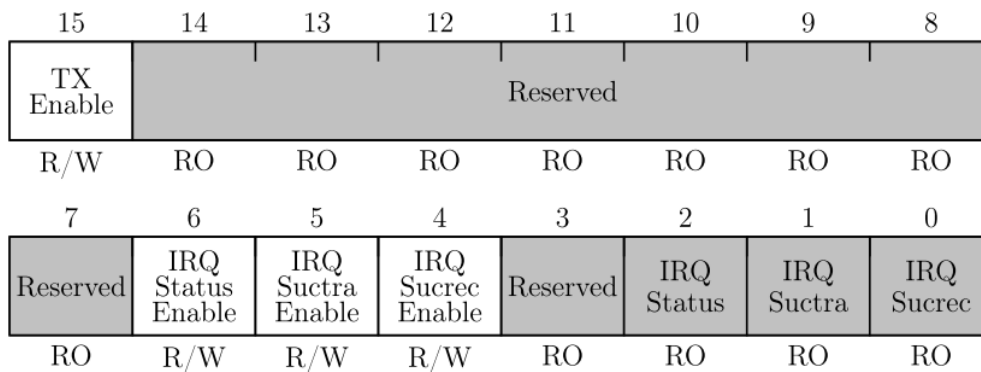 15 14 13 12 11 10 9 8
TX
Enable
Reserved
R/W RO RO RO RO RO RO RO
7 6 5 4 3 2 1 0
Reserved
IRQ
Status
Enable
IRQ
Suctra
Enable
IRQ
Sucrec
Enable
Reserved
IRQ
Status
IRQ
Suctra
IRQ
Sucrec
RO R/W R/W R/W RO RO RO RO